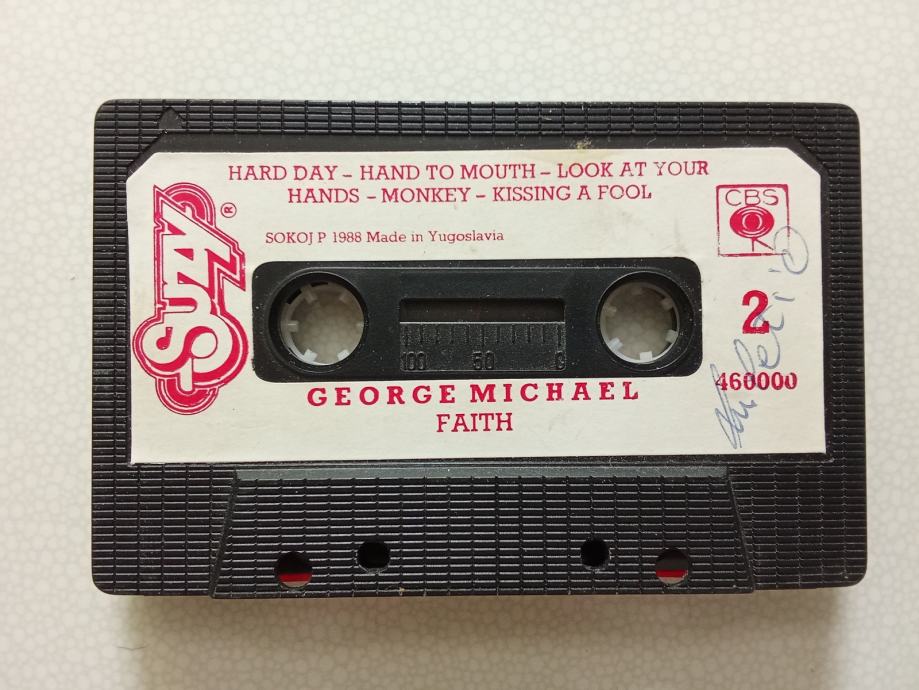 HARD DAY – HAND TO MOUTH – LOOK AT YOUR
HANDS – MONKEY – KISSING A FOOL
SUZY ®
CBS
SOKOJ P 1988 Made in Yugoslavia
2
100 50 0
460000
GEORGE MICHAEL
FAITH